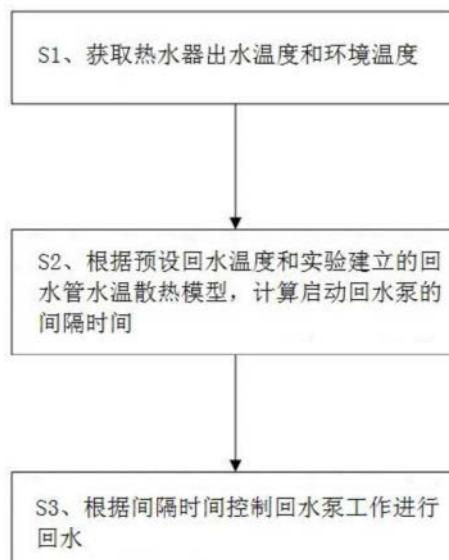 S1、获取热水器出水温度和环境温度
S2、根据预设回水温度和实验建立的回
水管水温散热模型，计算启动回水泵的
间隔时间
S3、根据间隔时间控制回水泵工作进行
回水